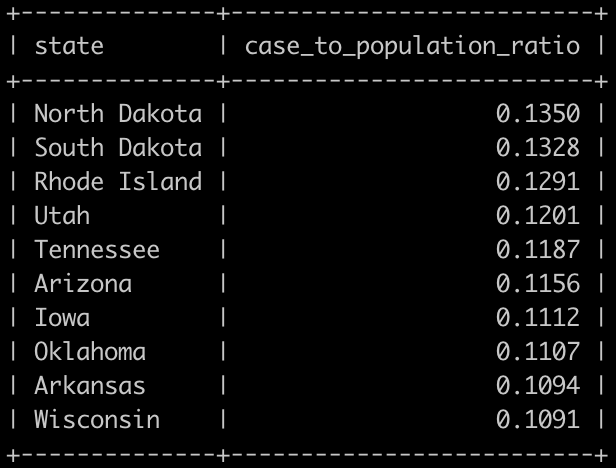 +---------------+--------------------------+
| state | case_to_population_ratio |
+---------------+--------------------------+
| North Dakota | 0.1350 |
| South Dakota | 0.1328 |
| Rhode Island | 0.1291 |
| Utah | 0.1201 |
| Tennessee | 0.1187 |
| Arizona | 0.1156 |
| Iowa | 0.1112 |
| Oklahoma | 0.1107 |
| Arkansas | 0.1094 |
| Wisconsin | 0.1091 |
+---------------+--------------------------+